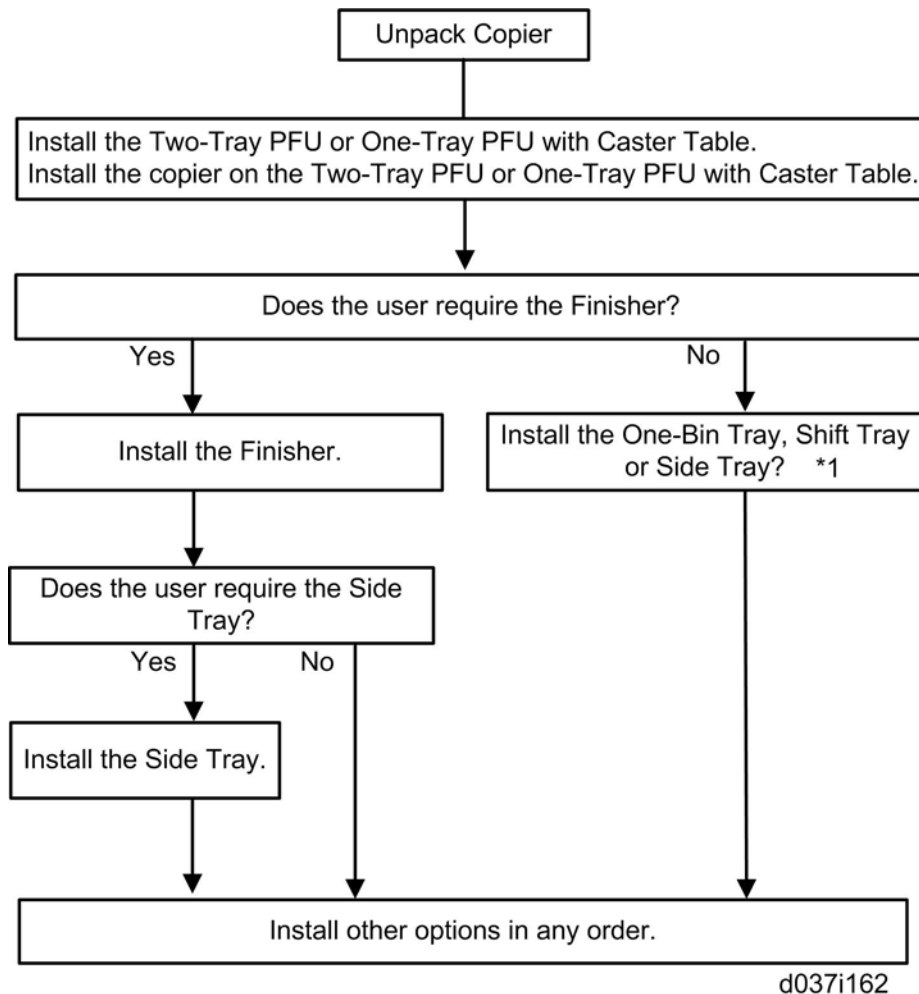 Unpack Copier
Install the Two-Tray PFU or One-Tray PFU with Caster Table.
Install the copier on the Two-Tray PFU or One-Tray PFU with Caster Table.
Does the user require the Finisher?
Yes
No
Install the Finisher.
Install the One-Bin Tray, Shift Tray
or Side Tray? *1
Does the user require the Side
Tray?
Yes
No
Install the Side Tray.
Install other options in any order.
d037i162